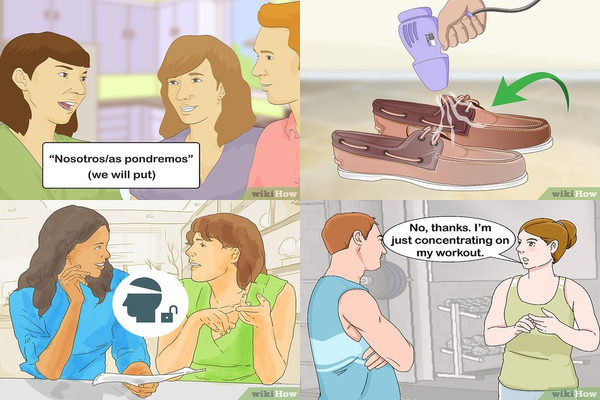 “Nosotros/as pondremos”
(we will put)
wikiHow
wikiHow
No, thanks. I’m
just concentrating on
my workout.
wikiHow
wikiHow